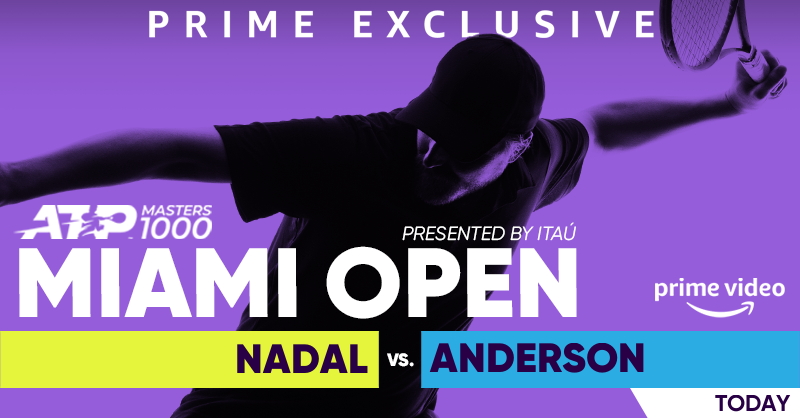 PRIME EXCLUSIVE
ATP MASTERS
1000
PRESENTED BY ITAÚ
MIAMI OPEN
prime video
NADAL vs. ANDERSON
TODAY